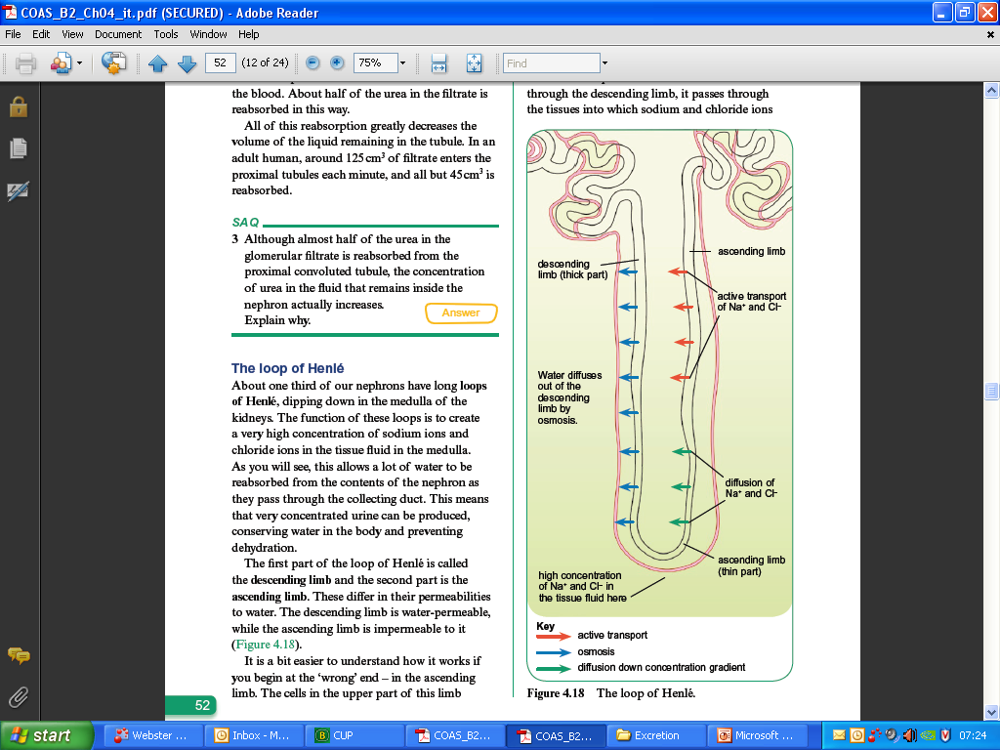 COAS_B2_Ch04_it.pdf (SECURED) - Adobe Reader
File Edit View Document Tools Window Help
52 (12 of 24) 75% Find
the blood. About half of the urea in the filtrate is
reabsorbed in this way.
All of this reabsorption greatly decreases the
volume of the liquid remaining in the tubule. In an
adult human, around 125 cm³ of filtrate enters the
proximal tubules each minute, and all but 45 cm³ is
reabsorbed.
SAQ
3 Although almost half of the urea in the
glomerular filtrate is reabsorbed from the
proximal convoluted tubule, the concentration
of urea in the fluid that remains inside the
nephron actually increases.
Explain why.
Answer
The loop of Henlé
About one third of our nephrons have long loops
of Henlé, dipping down in the medulla of the
kidneys. The function of these loops is to create
a very high concentration of sodium ions and
chloride ions in the tissue fluid in the medulla.
As you will see, this allows a lot of water to be
reabsorbed from the contents of the nephron as
they pass through the collecting duct. This means
that very concentrated urine can be produced,
conserving water in the body and preventing
dehydration.
The first part of the loop of Henlé is called
the descending limb and the second part is the
ascending limb. These differ in their permeabilities
to water. The descending limb is water-permeable,
while the ascending limb is impermeable to it
(Figure 4.18).
It is a bit easier to understand how it works if
you begin at the ‘wrong’ end – in the ascending
limb. The cells in the upper part of this limb
52
through the descending limb, it passes through
the tissues into which sodium and chloride ions
ascending limb
descending
limb (thick part)
active transport
of Na⁺ and Cl⁻
Water diffuses
out of the
descending
limb by
osmosis.
diffusion of
Na⁺ and Cl⁻
ascending limb
(thin part)
high concentration
of Na⁺ and Cl⁻ in
the tissue fluid here
Key
active transport
osmosis
diffusion down concentration gradient
Figure 4.18 The loop of Henlé.
start Webster ... Inbox - M... CUP COAS_B2... COAS_B2... Excretion Microsoft ... 07:24